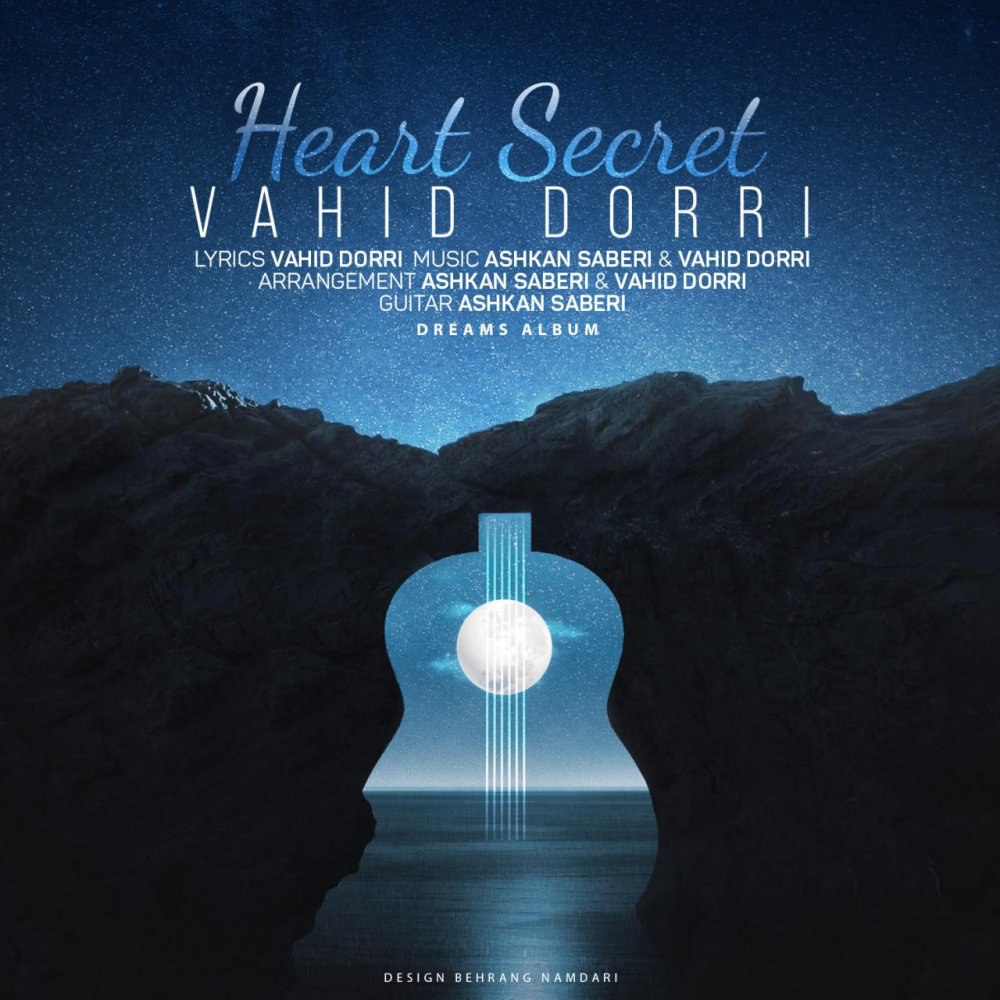 Heart Secret
VAHID DORRI
LYRICS VAHID DORRI MUSIC ASHKAN SABERI & VAHID DORRI
ARRANGEMENT ASHKAN SABERI & VAHID DORRI
GUITAR ASHKAN SABERI
DREAMS ALBUM
DESIGN BEHRANG NAMDARI